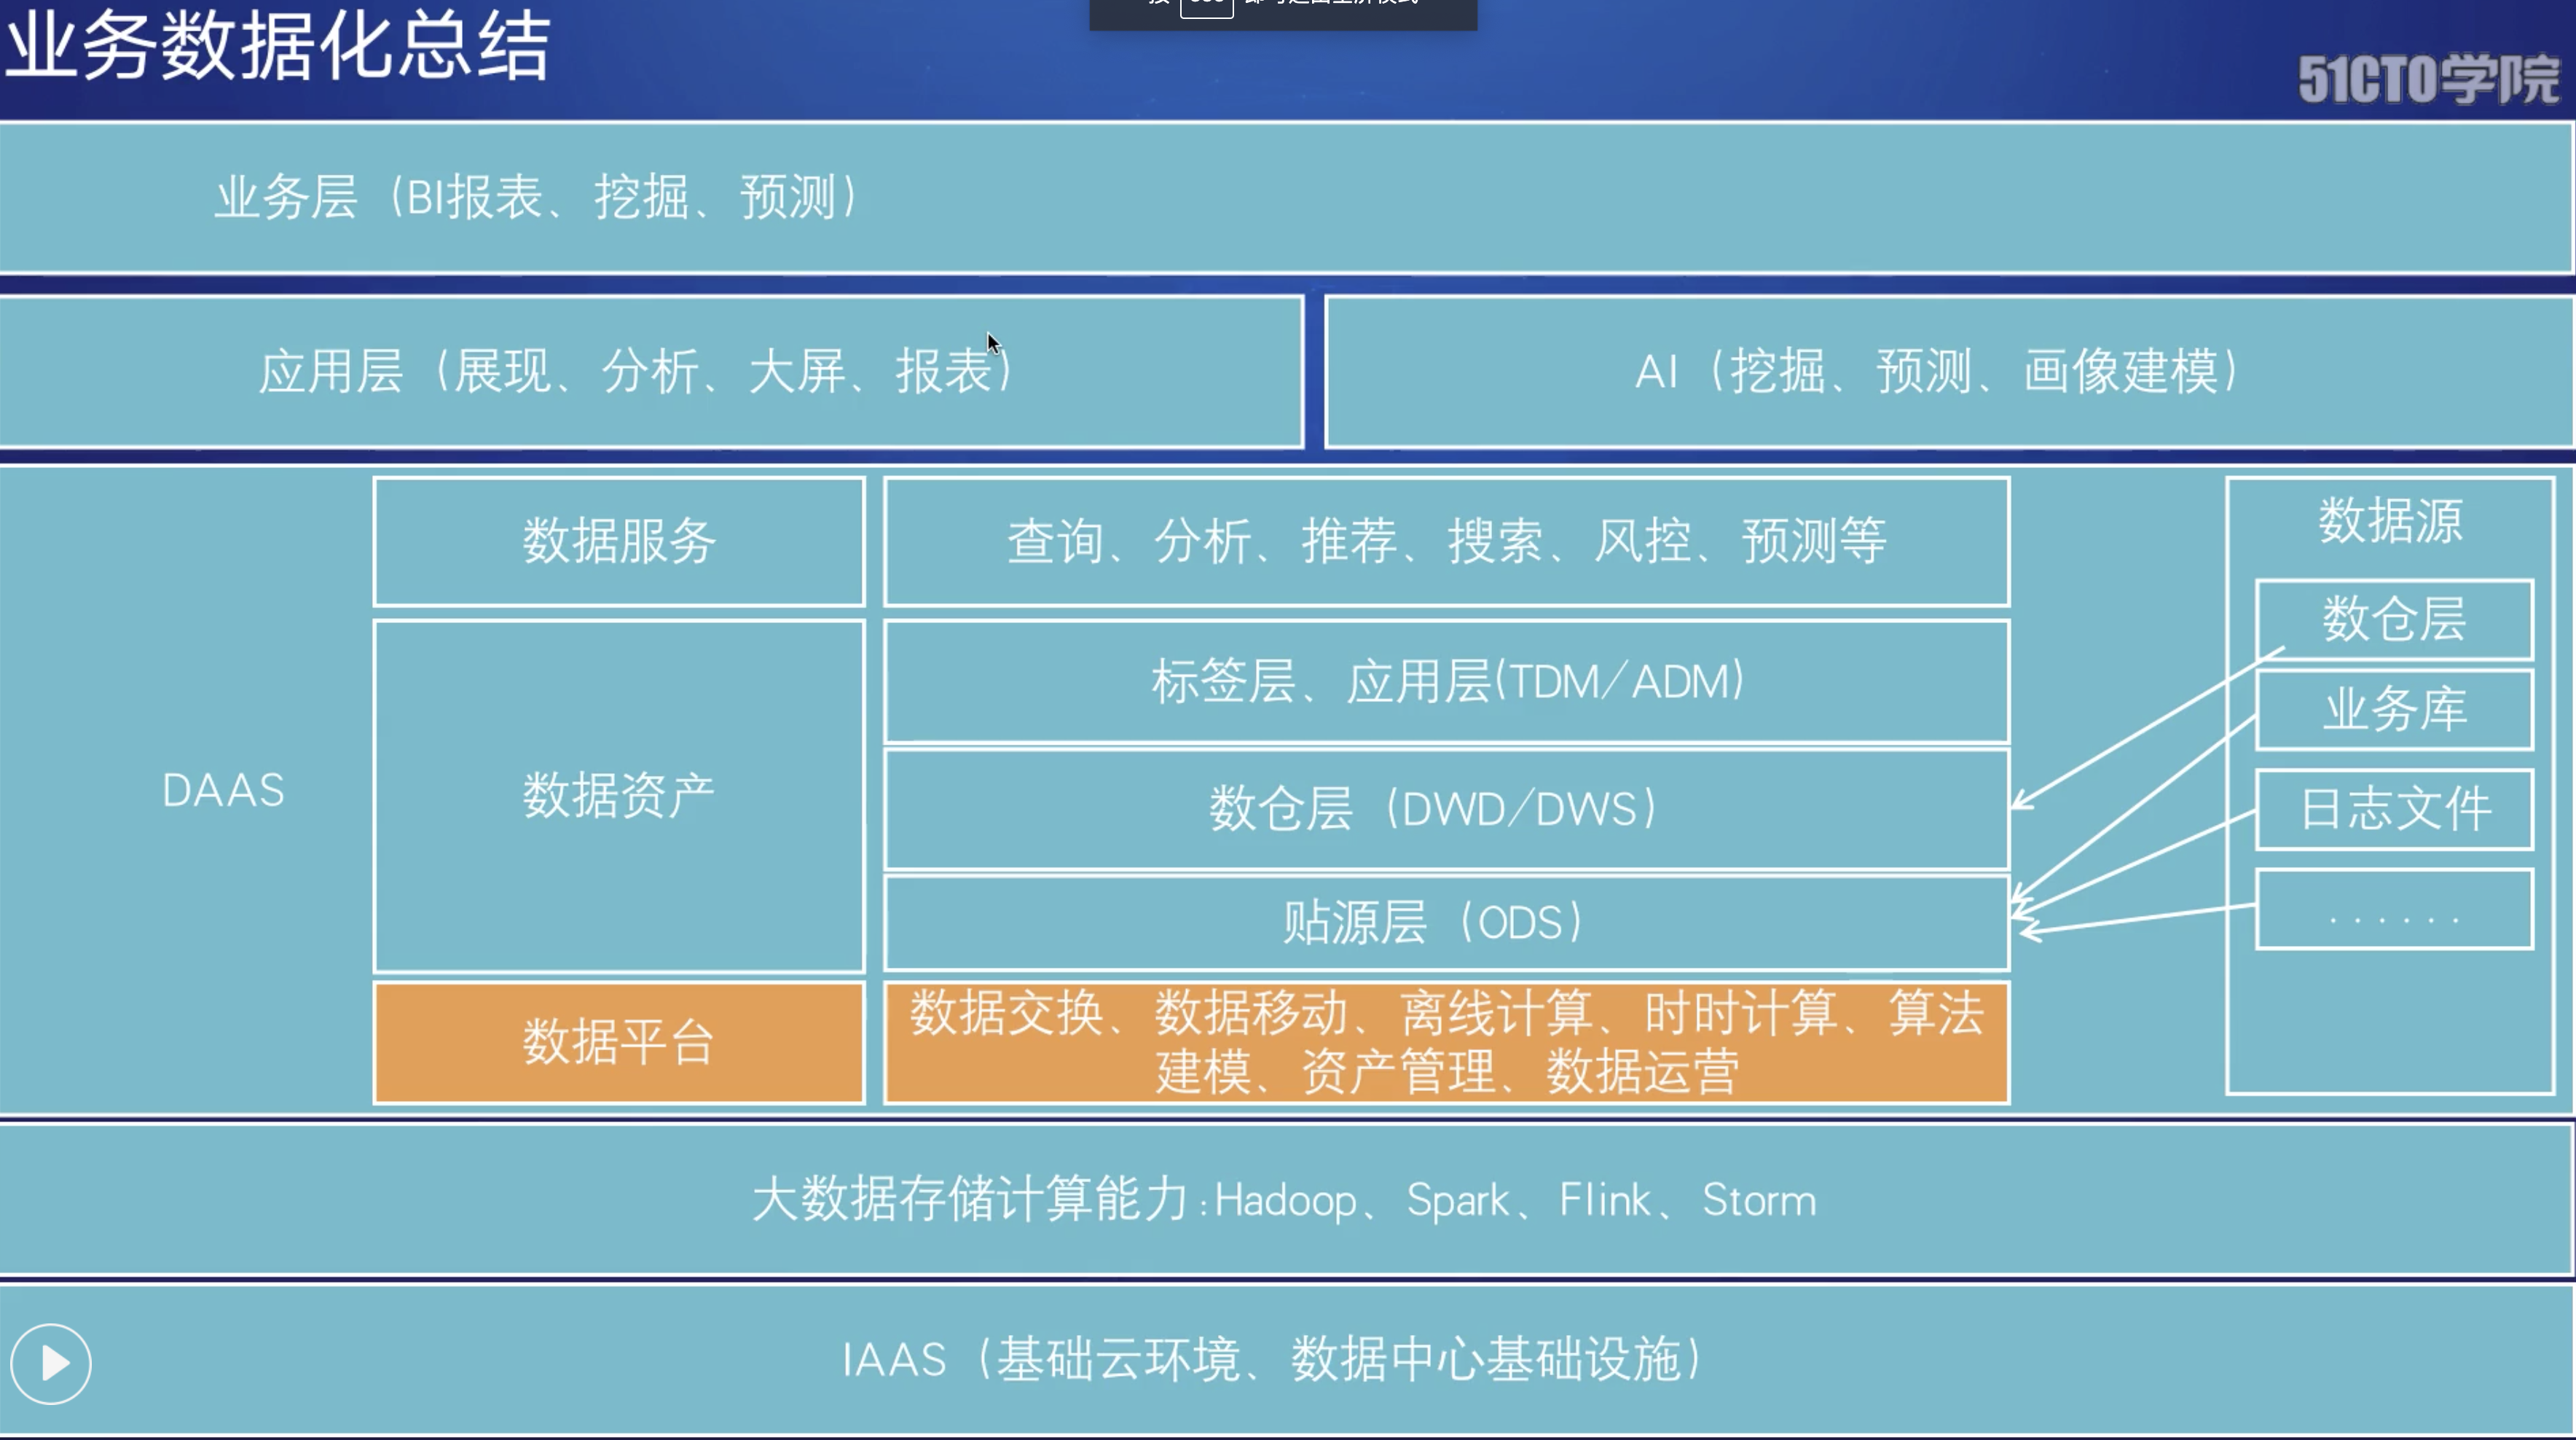 业务数据化总结
51CTO学院
业务层（BI报表、挖掘、预测）
应用层（展现、分析、大屏、报表）
AI（挖掘、预测、画像建模）
DAAS
数据服务
查询、分析、推荐、搜索、风控、预测等
数据资产
标签层、应用层(TDM/ADM)
数仓层（DWD/DWS）
贴源层（ODS）
数据平台
数据交换、数据移动、离线计算、时时计算、算法
建模、资产管理、数据运营
数据源
数仓层
业务库
日志文件
......
大数据存储计算能力:Hadoop、Spark、Flink、Storm
IAAS（基础云环境、数据中心基础设施）